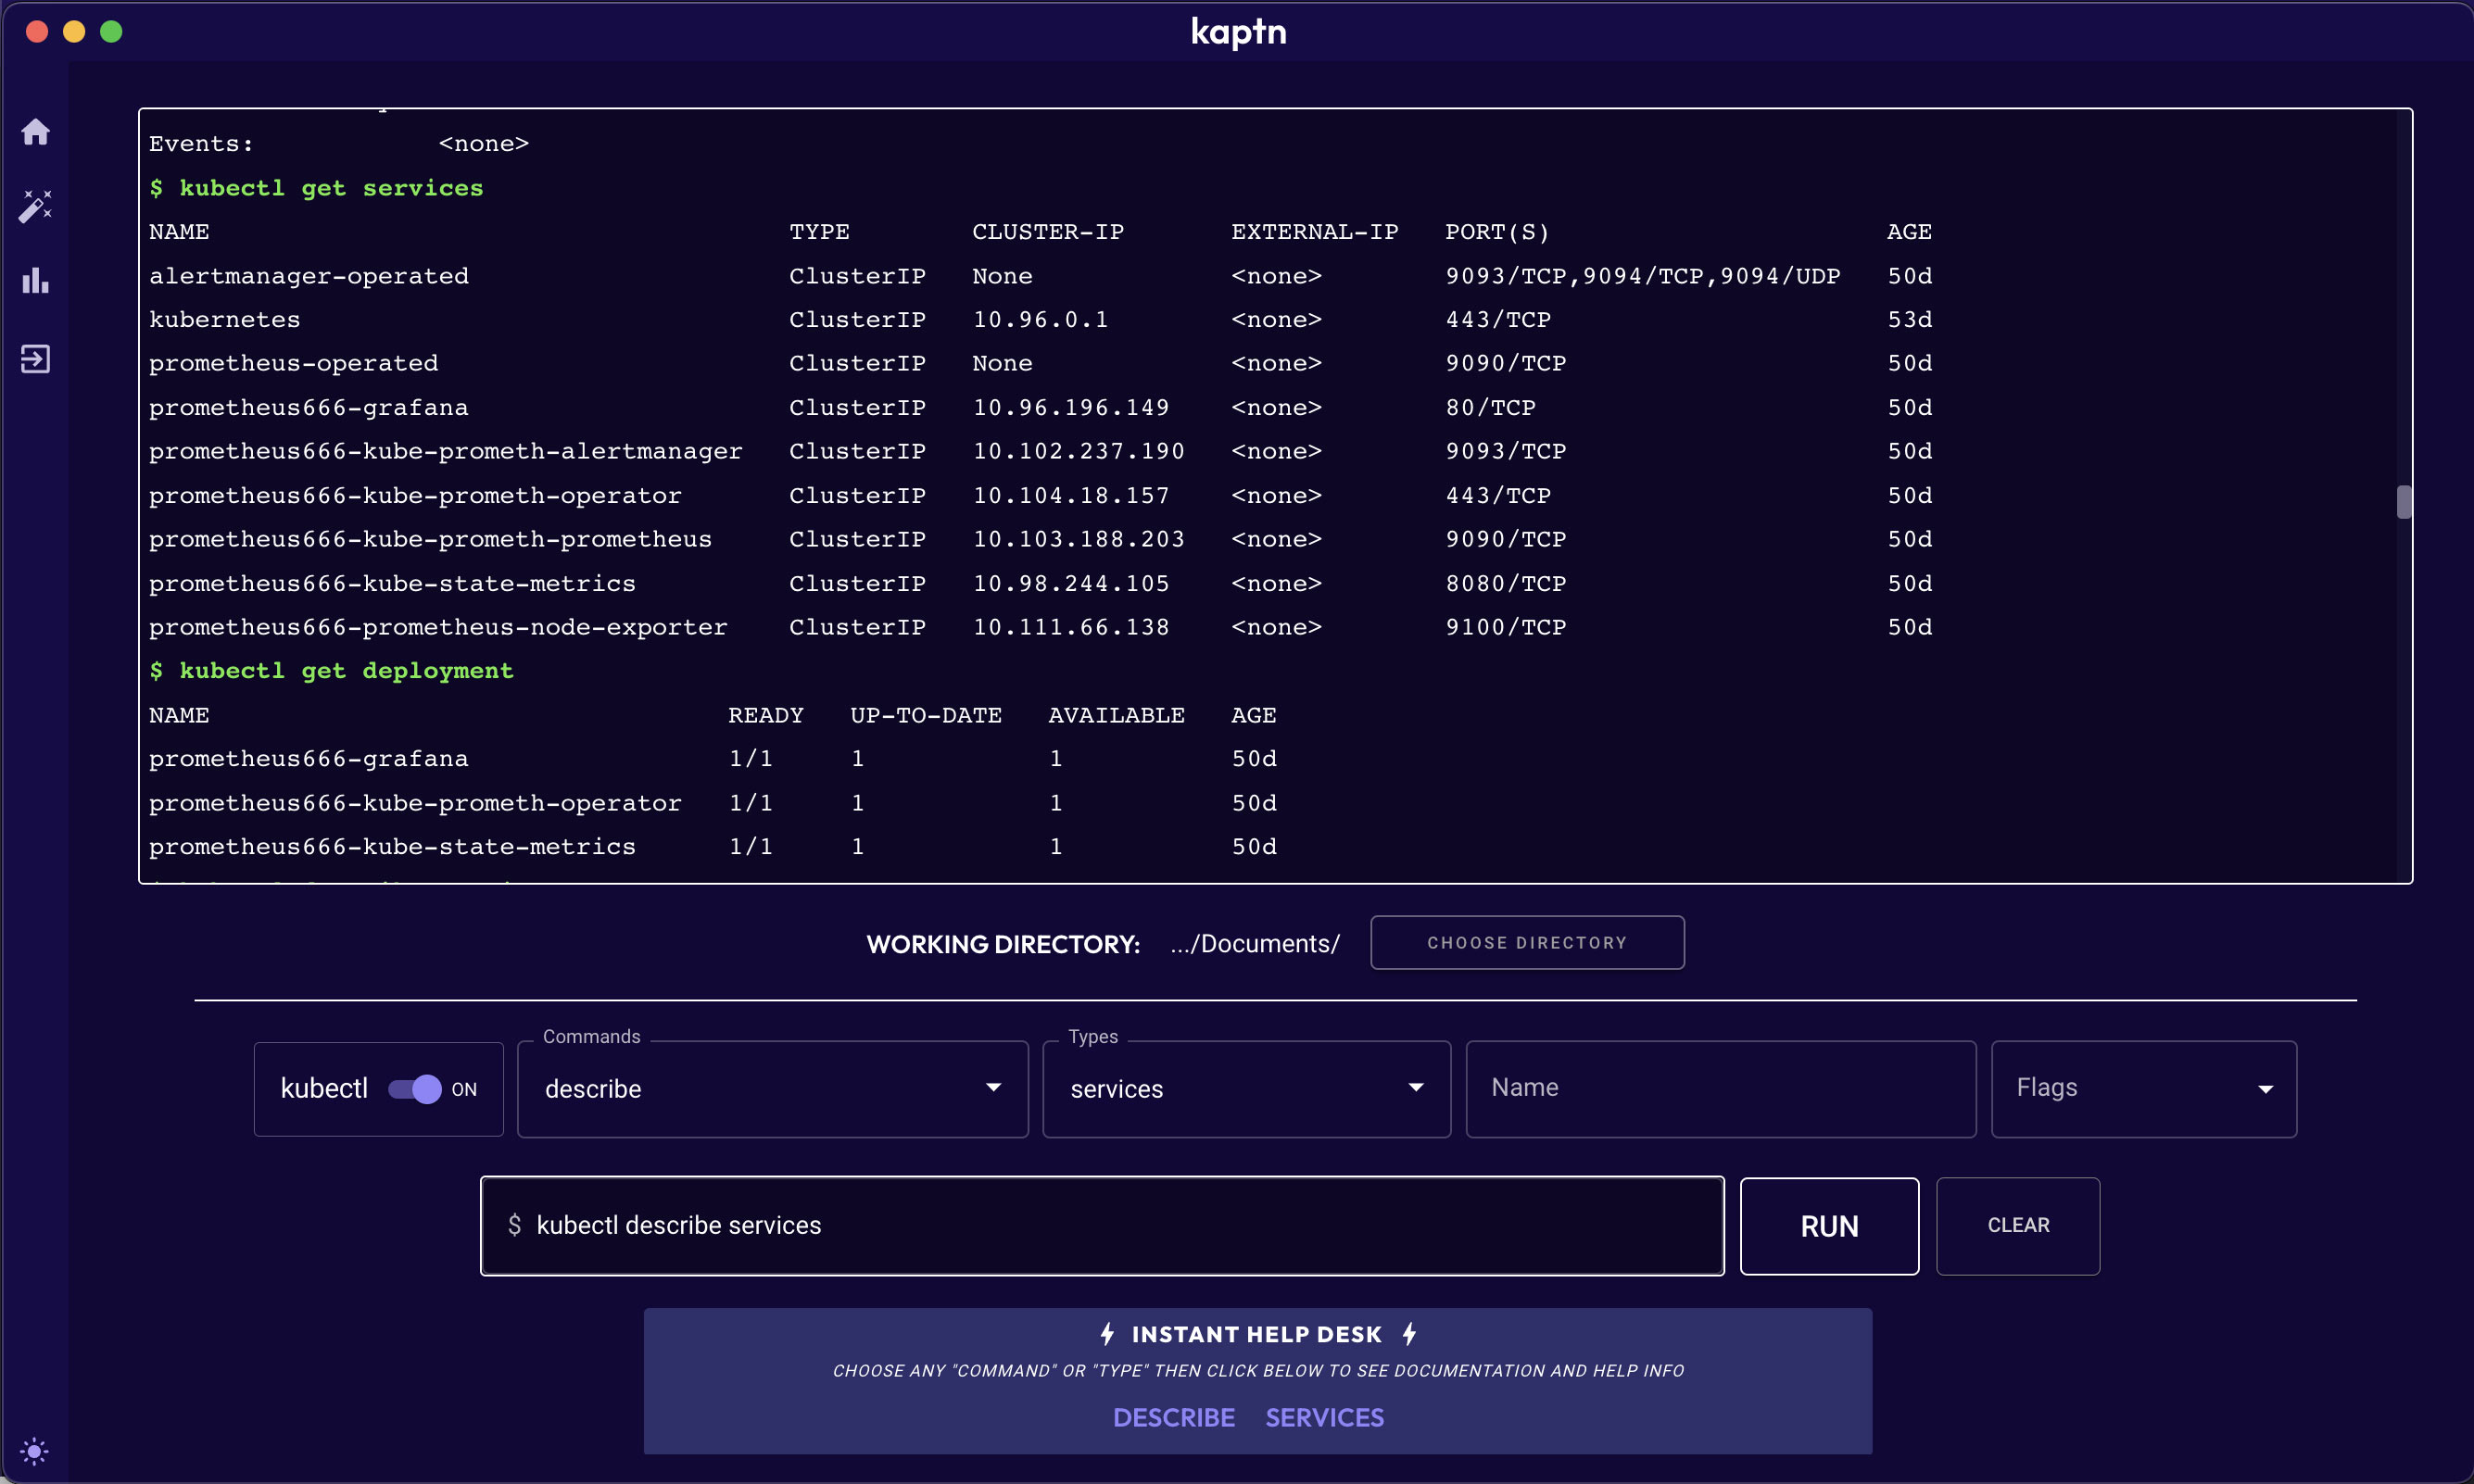 kaptn
Events:             <none>
$ kubectl get services
NAME                                      TYPE        CLUSTER-IP       EXTERNAL-IP   PORT(S)                      AGE
alertmanager-operated                     ClusterIP   None             <none>        9093/TCP,9094/TCP,9094/UDP   50d
kubernetes                                ClusterIP   10.96.0.1        <none>        443/TCP                      53d
prometheus-operated                       ClusterIP   None             <none>        9090/TCP                     50d
prometheus666-grafana                     ClusterIP   10.96.196.149    <none>        80/TCP                       50d
prometheus666-kube-prometh-alertmanager   ClusterIP   10.102.237.190   <none>        9093/TCP                     50d
prometheus666-kube-prometh-operator       ClusterIP   10.104.18.157    <none>        443/TCP                      50d
prometheus666-kube-prometh-prometheus     ClusterIP   10.103.188.203   <none>        9090/TCP                     50d
prometheus666-kube-state-metrics          ClusterIP   10.98.244.105    <none>        8080/TCP                     50d
prometheus666-prometheus-node-exporter    ClusterIP   10.111.66.138    <none>        9100/TCP                     50d
$ kubectl get deployment
NAME                                  READY   UP-TO-DATE   AVAILABLE   AGE
prometheus666-grafana                 1/1     1            1           50d
prometheus666-kube-prometh-operator   1/1     1            1           50d
prometheus666-kube-state-metrics      1/1     1            1           50d
WORKING DIRECTORY: .../Documents/ CHOOSE DIRECTORY
Commands Types
kubectl ON describe services Name Flags
$ kubectl describe services RUN CLEAR
INSTANT HELP DESK
CHOOSE ANY "COMMAND" OR "TYPE" THEN CLICK BELOW TO SEE DOCUMENTATION AND HELP INFO
DESCRIBE SERVICES